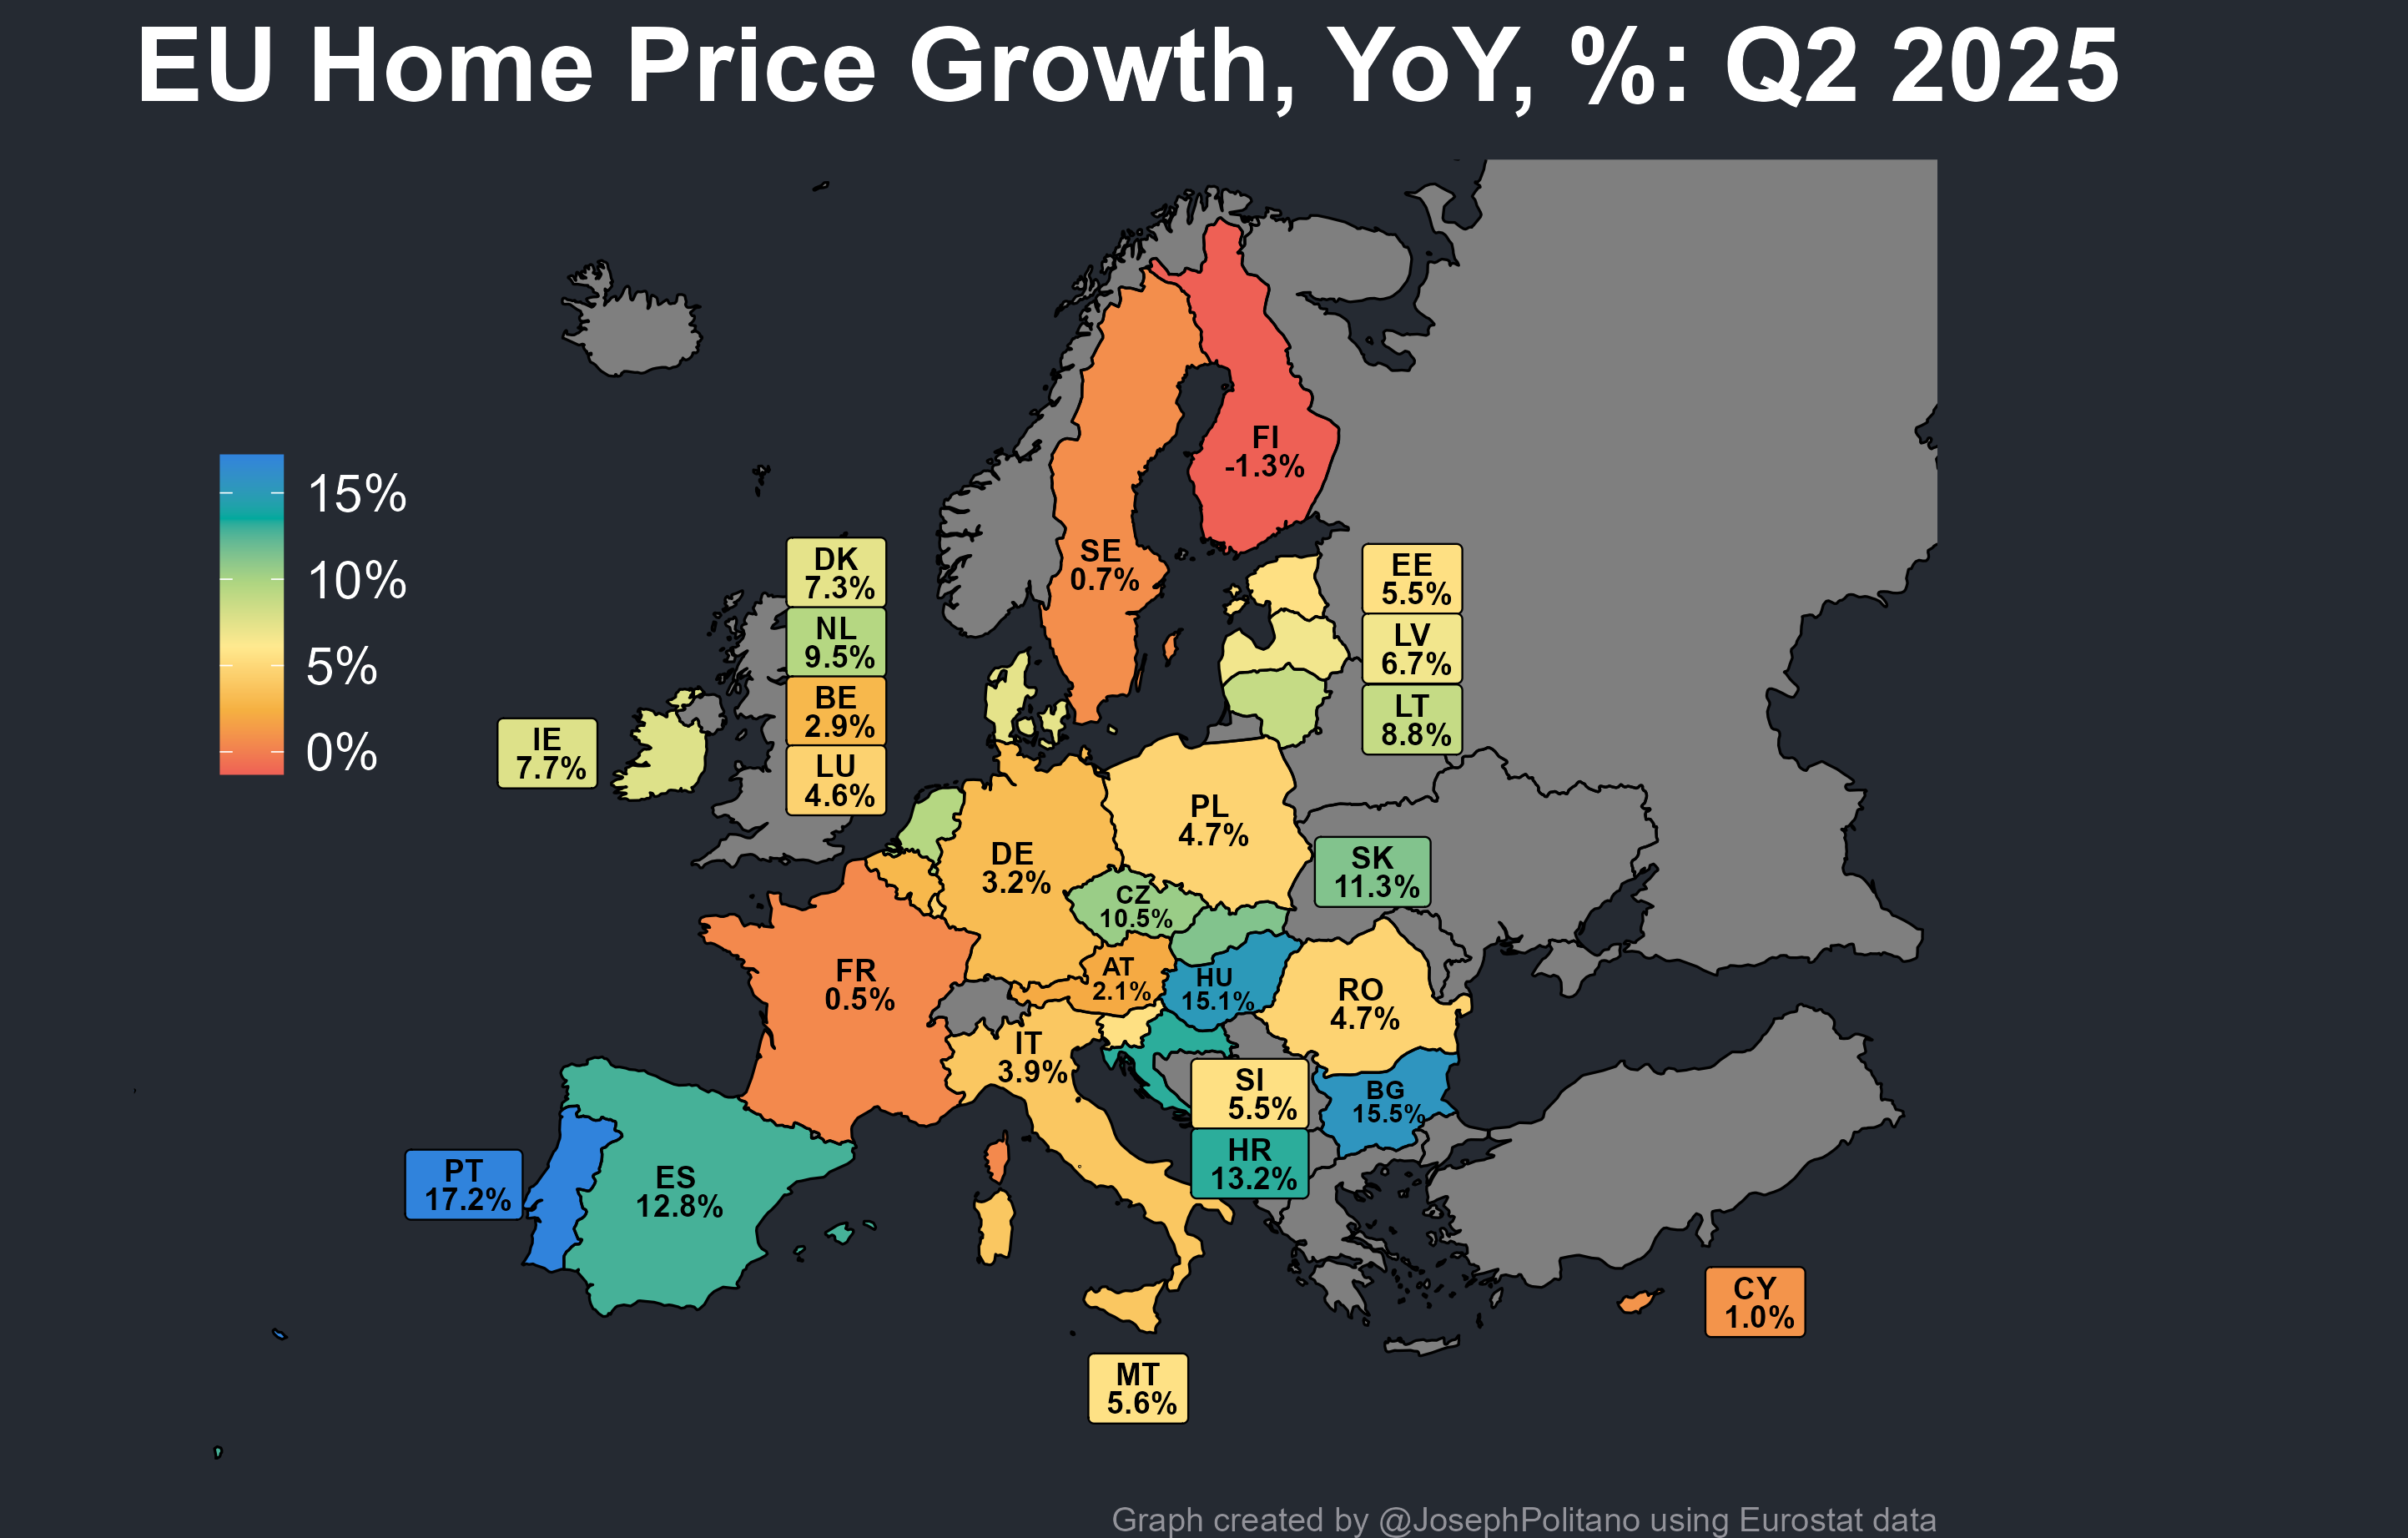 EU Home Price Growth, YoY, %: Q2 2025
15%
10%
5%
0%
FI
-1.3%
SE
0.7%
DK
7.3%
NL
9.5%
BE
2.9%
LU
4.6%
EE
5.5%
LV
6.7%
LT
8.8%
IE
7.7%
PL
4.7%
DE
3.2%
SK
11.3%
CZ
10.5%
FR
0.5%
AT
2.1%
HU
15.1%
RO
4.7%
IT
3.9%
SI
5.5%
BG
15.5%
HR
13.2%
PT
17.2%
ES
12.8%
CY
1.0%
MT
5.6%
Graph created by @JosephPolitano using Eurostat data